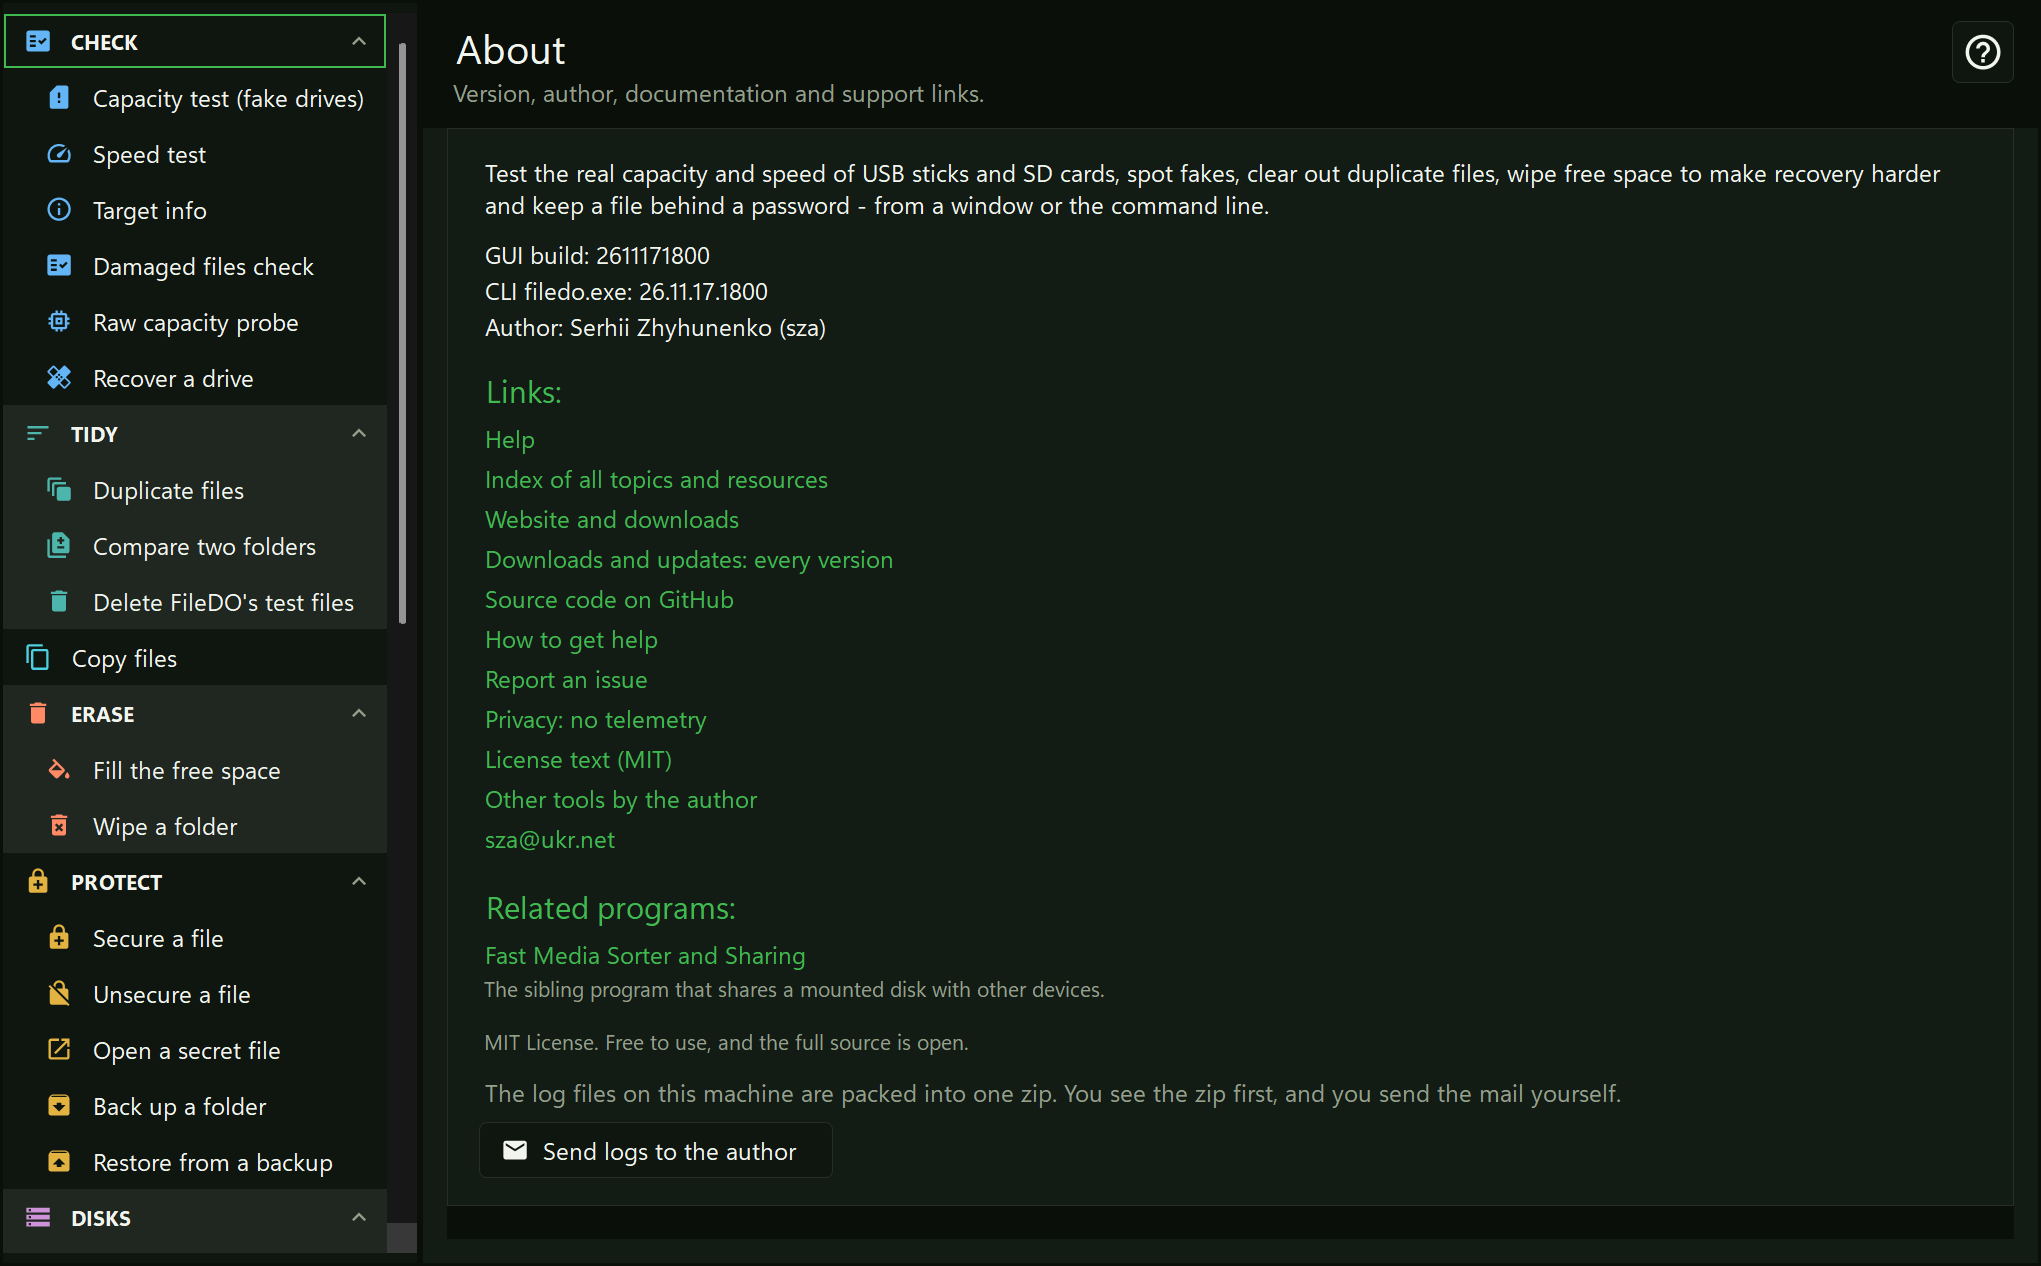 CHECK
Capacity test (fake drives)
Speed test
Target info
Damaged files check
Raw capacity probe
Recover a drive
TIDY
Duplicate files
Compare two folders
Delete FileDO's test files
Copy files
ERASE
Fill the free space
Wipe a folder
PROTECT
Secure a file
Unsecure a file
Open a secret file
Back up a folder
Restore from a backup
DISKS
About
Version, author, documentation and support links.
Test the real capacity and speed of USB sticks and SD cards, spot fakes, clear out duplicate files, wipe free space to make recovery harder
and keep a file behind a password - from a window or the command line.
GUI build: 2611171800
CLI filedo.exe: 26.11.17.1800
Author: Serhii Zhyhunenko (sza)
Links:
Help
Index of all topics and resources
Website and downloads
Downloads and updates: every version
Source code on GitHub
How to get help
Report an issue
Privacy: no telemetry
License text (MIT)
Other tools by the author
sza@ukr.net
Related programs:
Fast Media Sorter and Sharing
The sibling program that shares a mounted disk with other devices.
MIT License. Free to use, and the full source is open.
The log files on this machine are packed into one zip. You see the zip first, and you send the mail yourself.
Send logs to the author